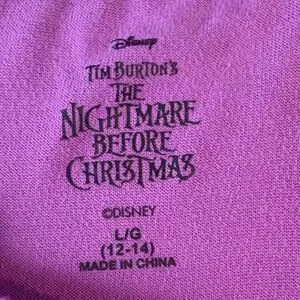 Disney
TIM BURTON'S
THE
NIGHTMARE
BEFORE
CHRISTMAS
©DISNEY
L/G
(12-14)
MADE IN CHINA